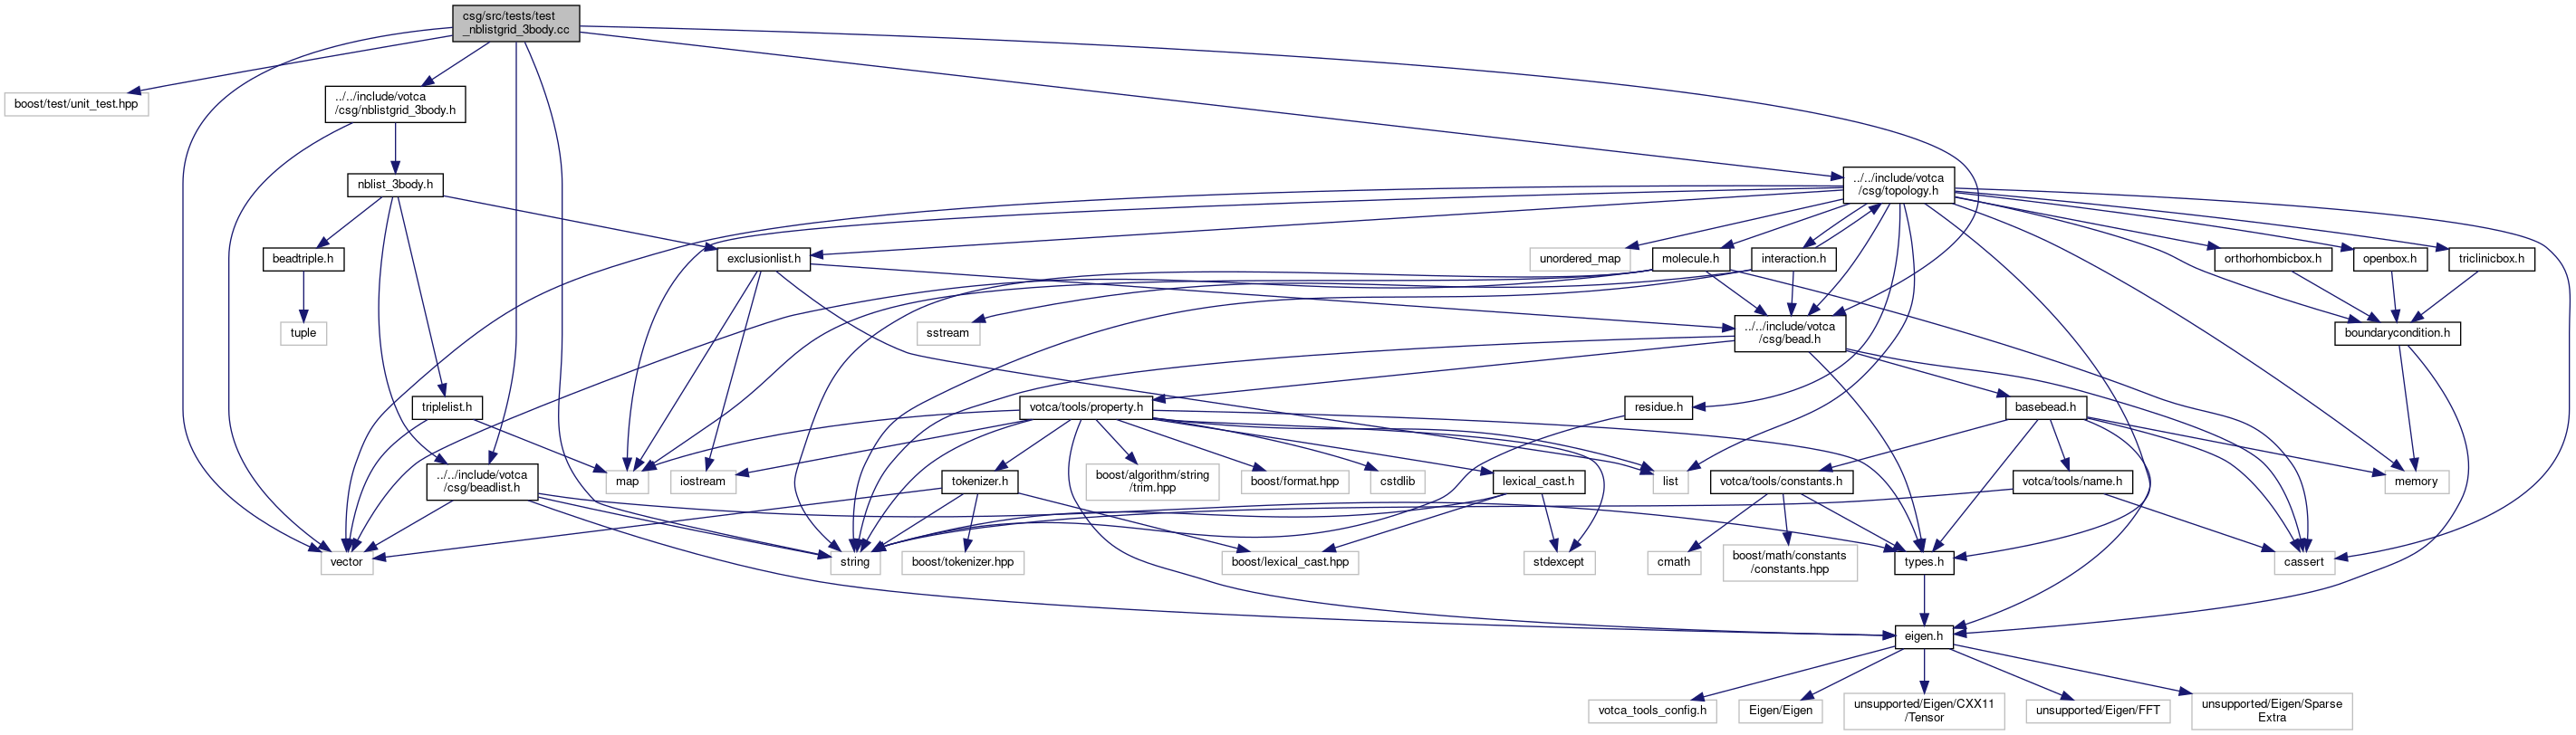 csg/src/tests/test
_nblistgrid_3body.cc
boost/test/unit_test.hpp
../../include/votca
/csg/nblistgrid_3body.h
nblist_3body.h
../../include/votca
/csg/topology.h
beadtriple.h
exclusionlist.h
unordered_map
molecule.h
interaction.h
orthorhombicbox.h
openbox.h
triclinicbox.h
tuple
sstream
../../include/votca
/csg/bead.h
boundarycondition.h
triplelist.h
votca/tools/property.h
residue.h
basebead.h
../../include/votca
/csg/beadlist.h
map
iostream
tokenizer.h
boost/algorithm/string
/trim.hpp
boost/format.hpp
cstdlib
lexical_cast.h
list
votca/tools/constants.h
votca/tools/name.h
memory
vector
string
boost/tokenizer.hpp
boost/lexical_cast.hpp
stdexcept
cmath
boost/math/constants
/constants.hpp
types.h
cassert
eigen.h
votca_tools_config.h
Eigen/Eigen
unsupported/Eigen/CXX11
/Tensor
unsupported/Eigen/FFT
unsupported/Eigen/Sparse
Extra